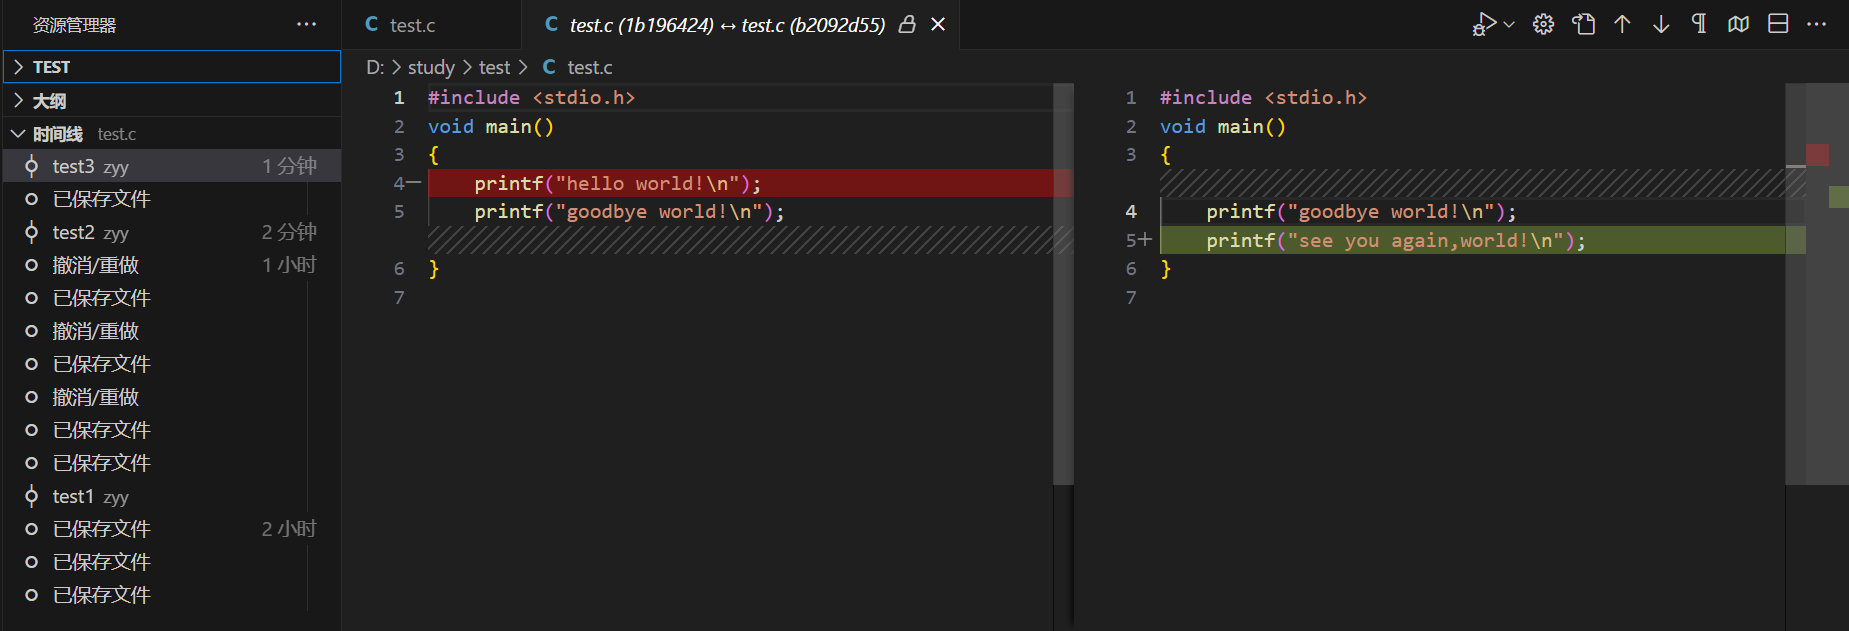 资源管理器 ···
TEST
大纲
时间线 test.c
test3 zyy 1 分钟
已保存文件
test2 zyy 2 分钟
撤消/重做 1 小时
已保存文件
撤消/重做
已保存文件
撤消/重做
已保存文件
已保存文件
test1 zyy
已保存文件 2 小时
已保存文件
已保存文件
C test.c
C test.c (1b196424) ↔ test.c (b2092d55)
D: > study > test > C test.c
1 #include <stdio.h>
2 void main()
3 {
4— printf("hello world!\n");
5 printf("goodbye world!\n");
6 }
7
1 #include <stdio.h>
2 void main()
3 {
4 printf("goodbye world!\n");
5+ printf("see you again,world!\n");
6 }
7